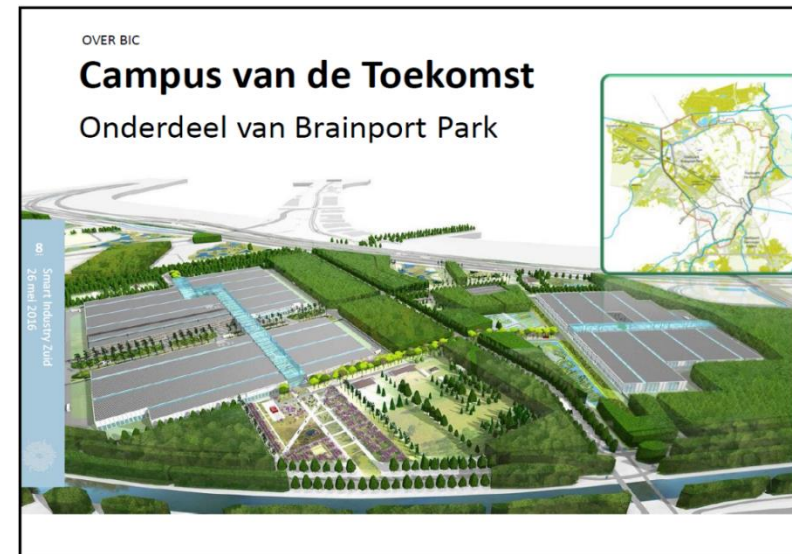 OVER BIC
Campus van de Toekomst
Onderdeel van Brainport Park
8
Smart Industry Zuid
26 mei 2016